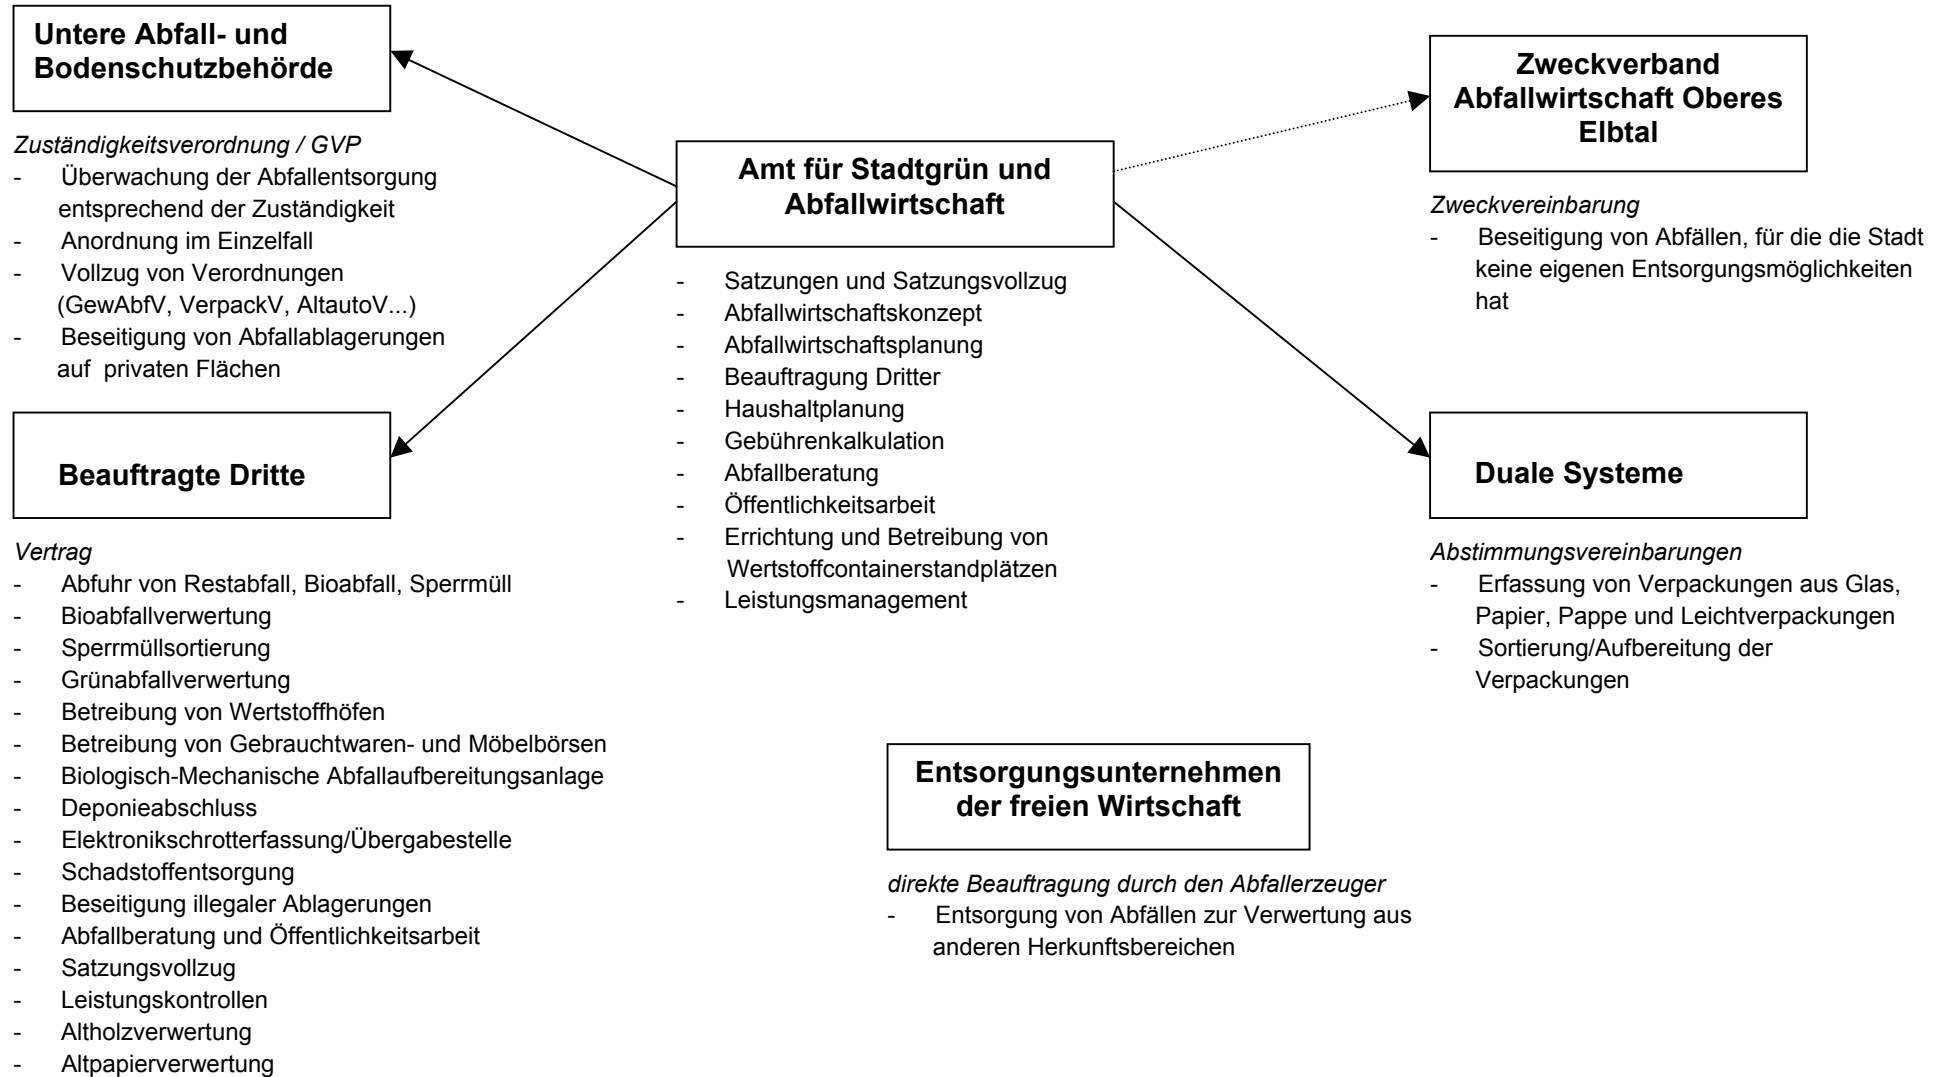 Untere Abfall- und
Bodenschutzbehörde
Zuständigkeitsverordnung / GVP
- Überwachung der Abfallentsorgung
entsprechend der Zuständigkeit
- Anordnung im Einzelfall
- Vollzug von Verordnungen
(GewAbfV, VerpackV, AltautoV...)
- Beseitigung von Abfallablagerungen
auf privaten Flächen
Beauftragte Dritte
Vertrag
- Abfuhr von Restabfall, Bioabfall, Sperrmüll
- Bioabfallverwertung
- Sperrmüllsortierung
- Grünabfallverwertung
- Betreibung von Wertstoffhöfen
- Betreibung von Gebrauchtwaren- und Möbelbörsen
- Biologisch-Mechanische Abfallaufbereitungsanlage
- Deponieabschluss
- Elektronikschrotterfassung/Übergabestelle
- Schadstoffentsorgung
- Beseitigung illegaler Ablagerungen
- Abfallberatung und Öffentlichkeitsarbeit
- Satzungsvollzug
- Leistungskontrollen
- Altholzverwertung
- Altpapierverwertung
Amt für Stadtgrün und
Abfallwirtschaft
- Satzungen und Satzungsvollzug
- Abfallwirtschaftskonzept
- Abfallwirtschaftsplanung
- Beauftragung Dritter
- Haushaltplanung
- Gebührenkalkulation
- Abfallberatung
- Öffentlichkeitsarbeit
- Errichtung und Betreibung von
Wertstoffcontainerstandplätzen
- Leistungsmanagement
Zweckverband
Abfallwirtschaft Oberes
Elbtal
Zweckvereinbarung
- Beseitigung von Abfällen, für die die Stadt
keine eigenen Entsorgungsmöglichkeiten
hat
Duale Systeme
Abstimmungsvereinbarungen
- Erfassung von Verpackungen aus Glas,
Papier, Pappe und Leichtverpackungen
- Sortierung/Aufbereitung der
Verpackungen
Entsorgungsunternehmen
der freien Wirtschaft
direkte Beauftragung durch den Abfallerzeuger
- Entsorgung von Abfällen zur Verwertung aus
anderen Herkunftsbereichen